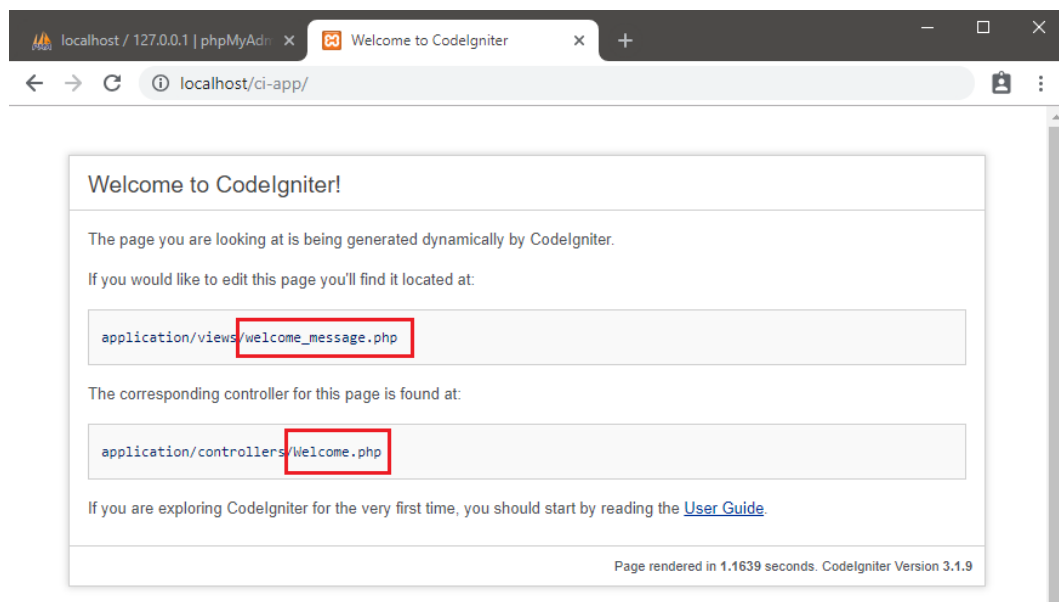 localhost / 127.0.0.1 | phpMyAdm
Welcome to CodeIgniter
localhost/ci-app/
Welcome to CodeIgniter!
The page you are looking at is being generated dynamically by CodeIgniter.
If you would like to edit this page you'll find it located at:
application/views/welcome_message.php
The corresponding controller for this page is found at:
application/controllers/Welcome.php
If you are exploring CodeIgniter for the very first time, you should start by reading the User Guide.
Page rendered in 1.1639 seconds. CodeIgniter Version 3.1.9